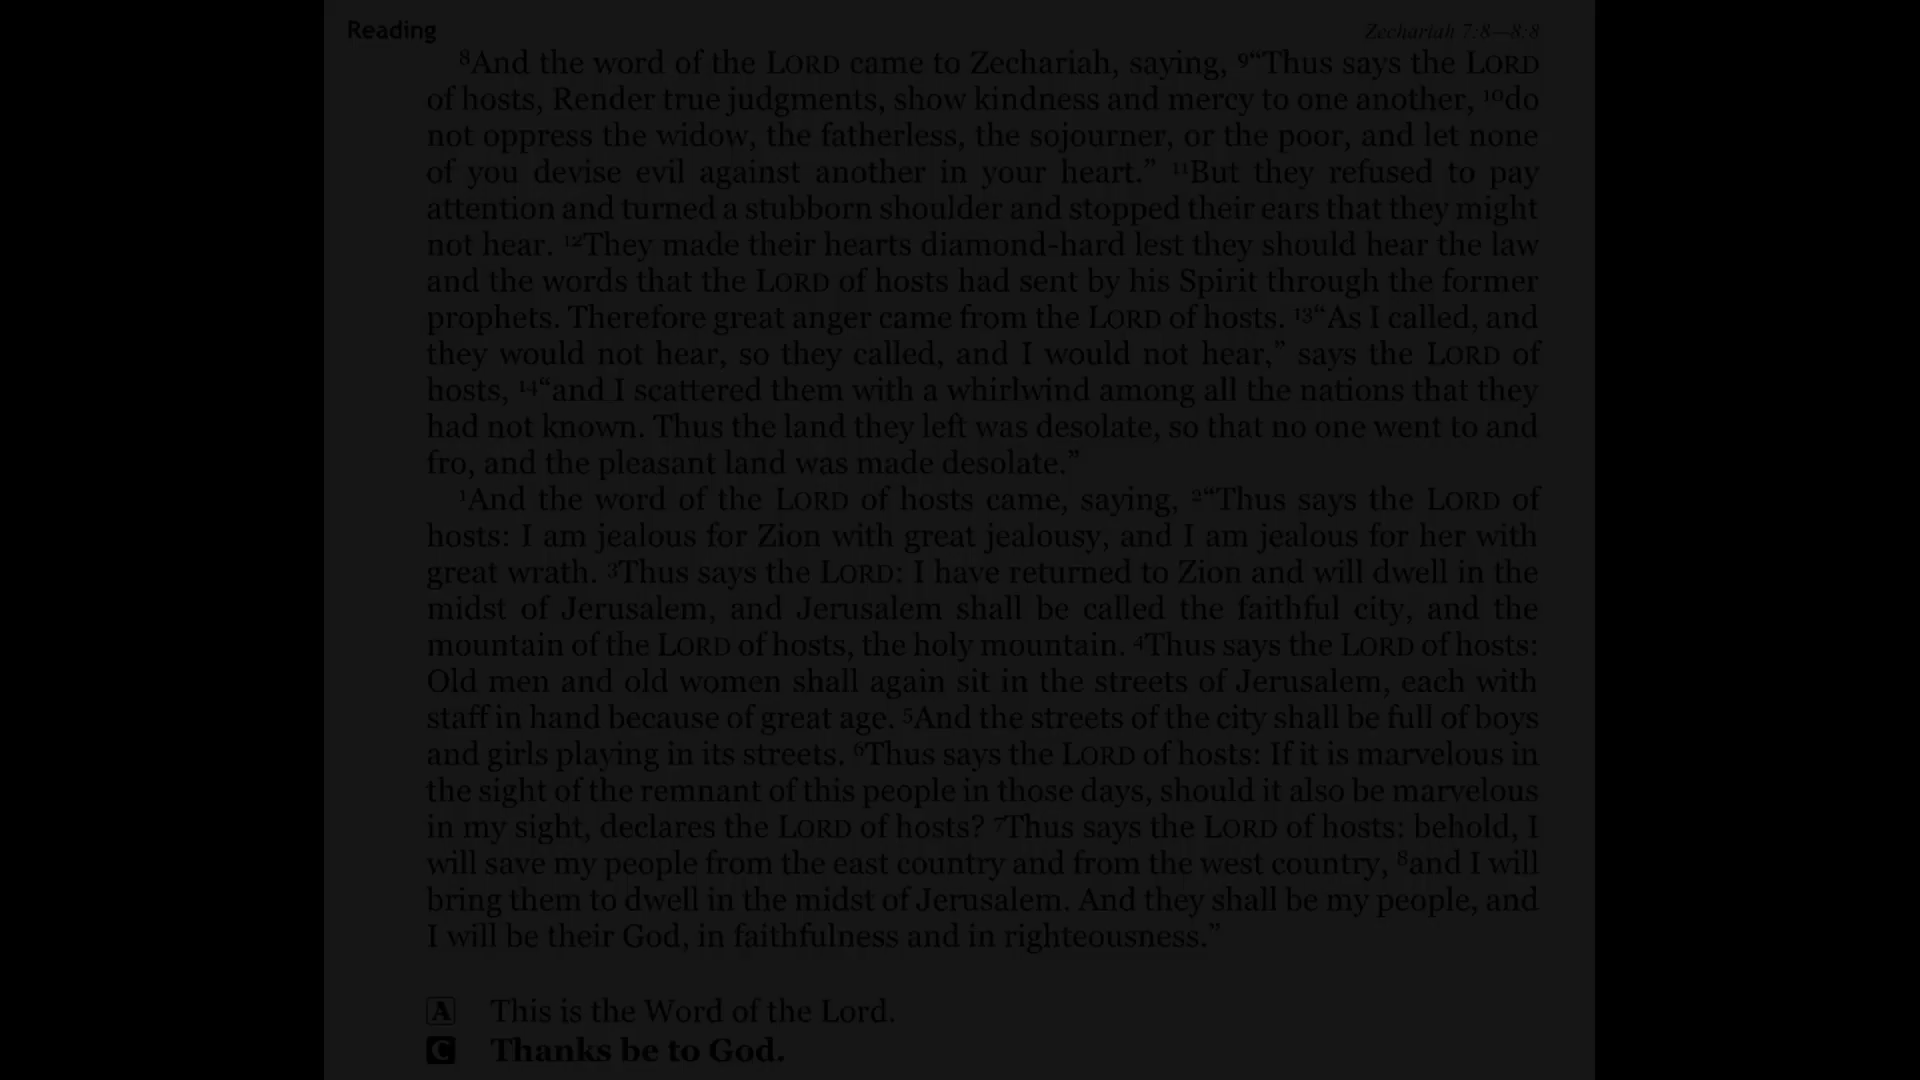 Reading
Zechariah 7:8—8:8
⁸And the word of the LORD came to Zechariah, saying, ⁹“Thus says the LORD
of hosts, Render true judgments, show kindness and mercy to one another, ¹⁰do
not oppress the widow, the fatherless, the sojourner, or the poor, and let none
of you devise evil against another in your heart.” ¹¹But they refused to pay
attention and turned a stubborn shoulder and stopped their ears that they might
not hear. ¹²They made their hearts diamond-hard lest they should hear the law
and the words that the LORD of hosts had sent by his Spirit through the former
prophets. Therefore great anger came from the LORD of hosts. ¹³“As I called, and
they would not hear, so they called, and I would not hear,” says the LORD of
hosts, ¹⁴“and I scattered them with a whirlwind among all the nations that they
had not known. Thus the land they left was desolate, so that no one went to and
fro, and the pleasant land was made desolate.”
¹And the word of the LORD of hosts came, saying, ²“Thus says the LORD of
hosts: I am jealous for Zion with great jealousy, and I am jealous for her with
great wrath. ³Thus says the LORD: I have returned to Zion and will dwell in the
midst of Jerusalem, and Jerusalem shall be called the faithful city, and the
mountain of the LORD of hosts, the holy mountain. ⁴Thus says the LORD of hosts:
Old men and old women shall again sit in the streets of Jerusalem, each with
staff in hand because of great age. ⁵And the streets of the city shall be full of boys
and girls playing in its streets. ⁶Thus says the LORD of hosts: If it is marvelous in
the sight of the remnant of this people in those days, should it also be marvelous
in my sight, declares the LORD of hosts? ⁷Thus says the LORD of hosts: behold, I
will save my people from the east country and from the west country, ⁸and I will
bring them to dwell in the midst of Jerusalem. And they shall be my people, and
I will be their God, in faithfulness and in righteousness.”
A This is the Word of the Lord.
C Thanks be to God.